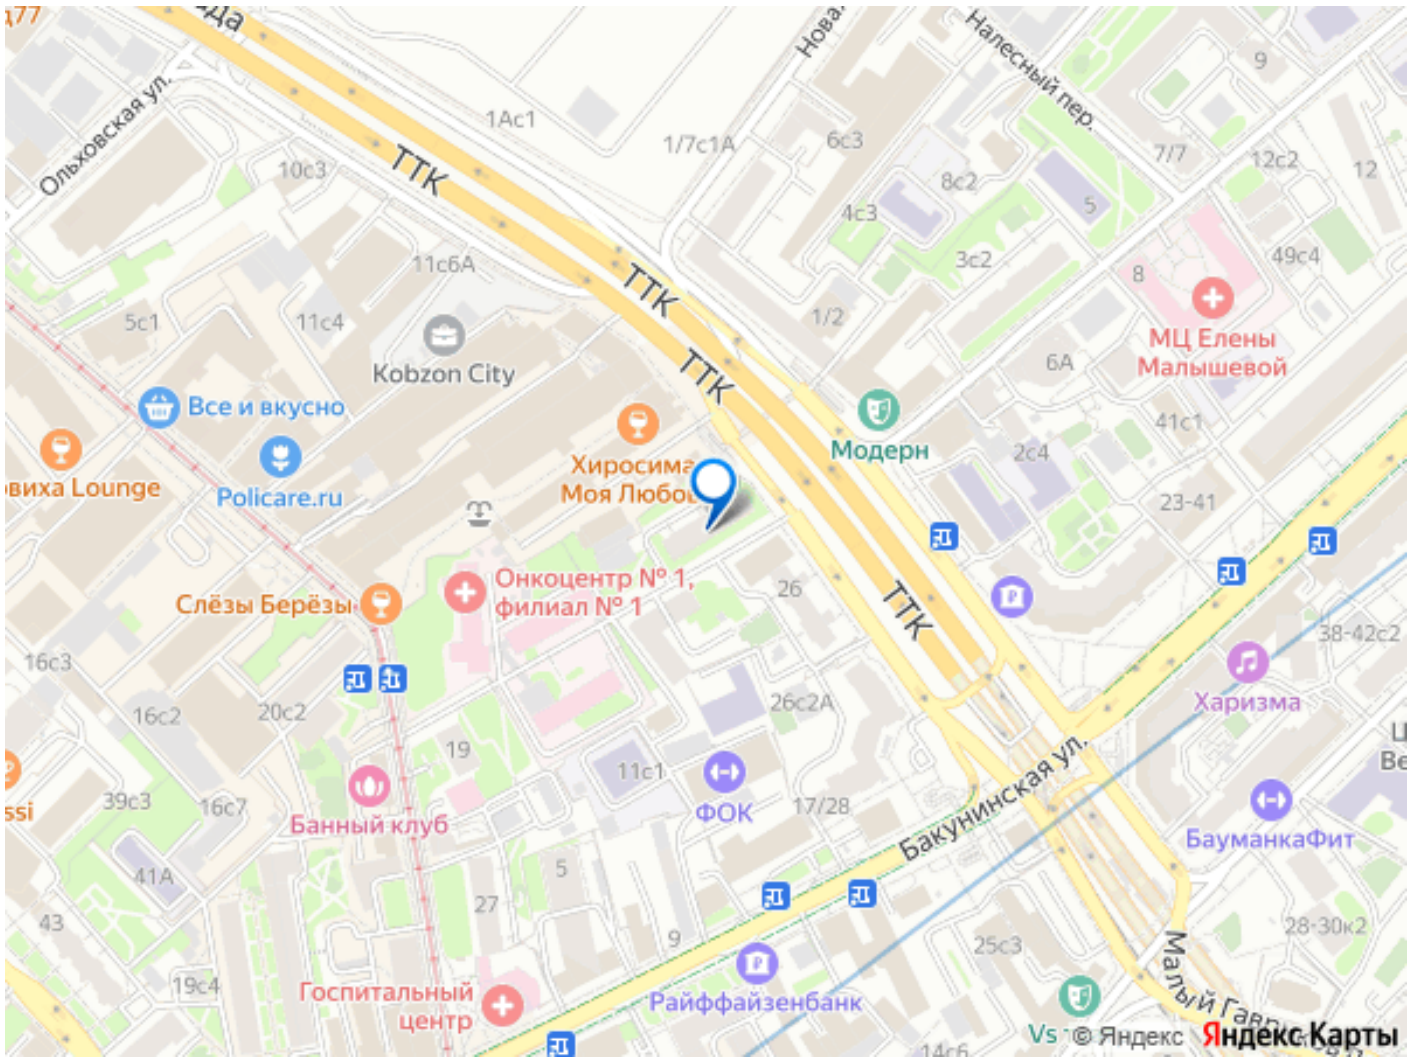 Ольховская ул.
Налесный пер.
9
1Ас1
1/7с1А
6с3
7/7
12с2
12
10с3
ТТК
8с2
5
4с3
11с6А
3с2
8
49с4
ТТК
5с1
11с4
1/2
МЦ Елены
Малышевой
Kobzon City
6А
ТТК
Все и вкусно
Модерн
41с1
2с4
Хиросима
Policare.ru
23-41
Онкоцентр № 1,
филиал № 1
26
ТТК
Слёзы Берёзы
38-42с2
16с3
Харизма
16с2
20с2
26с2А
19
11с1
ФОК
39с3
16с7
17/28
Бакунинская ул.
Банный клуб
БауманкаФит
41А
5
27
43
9
25с3
28-30к2
19с4
Госпитальный
центр
Райффайзенбанк
Малый Гавр
© Яндекс
Яндекс Карты
14с6